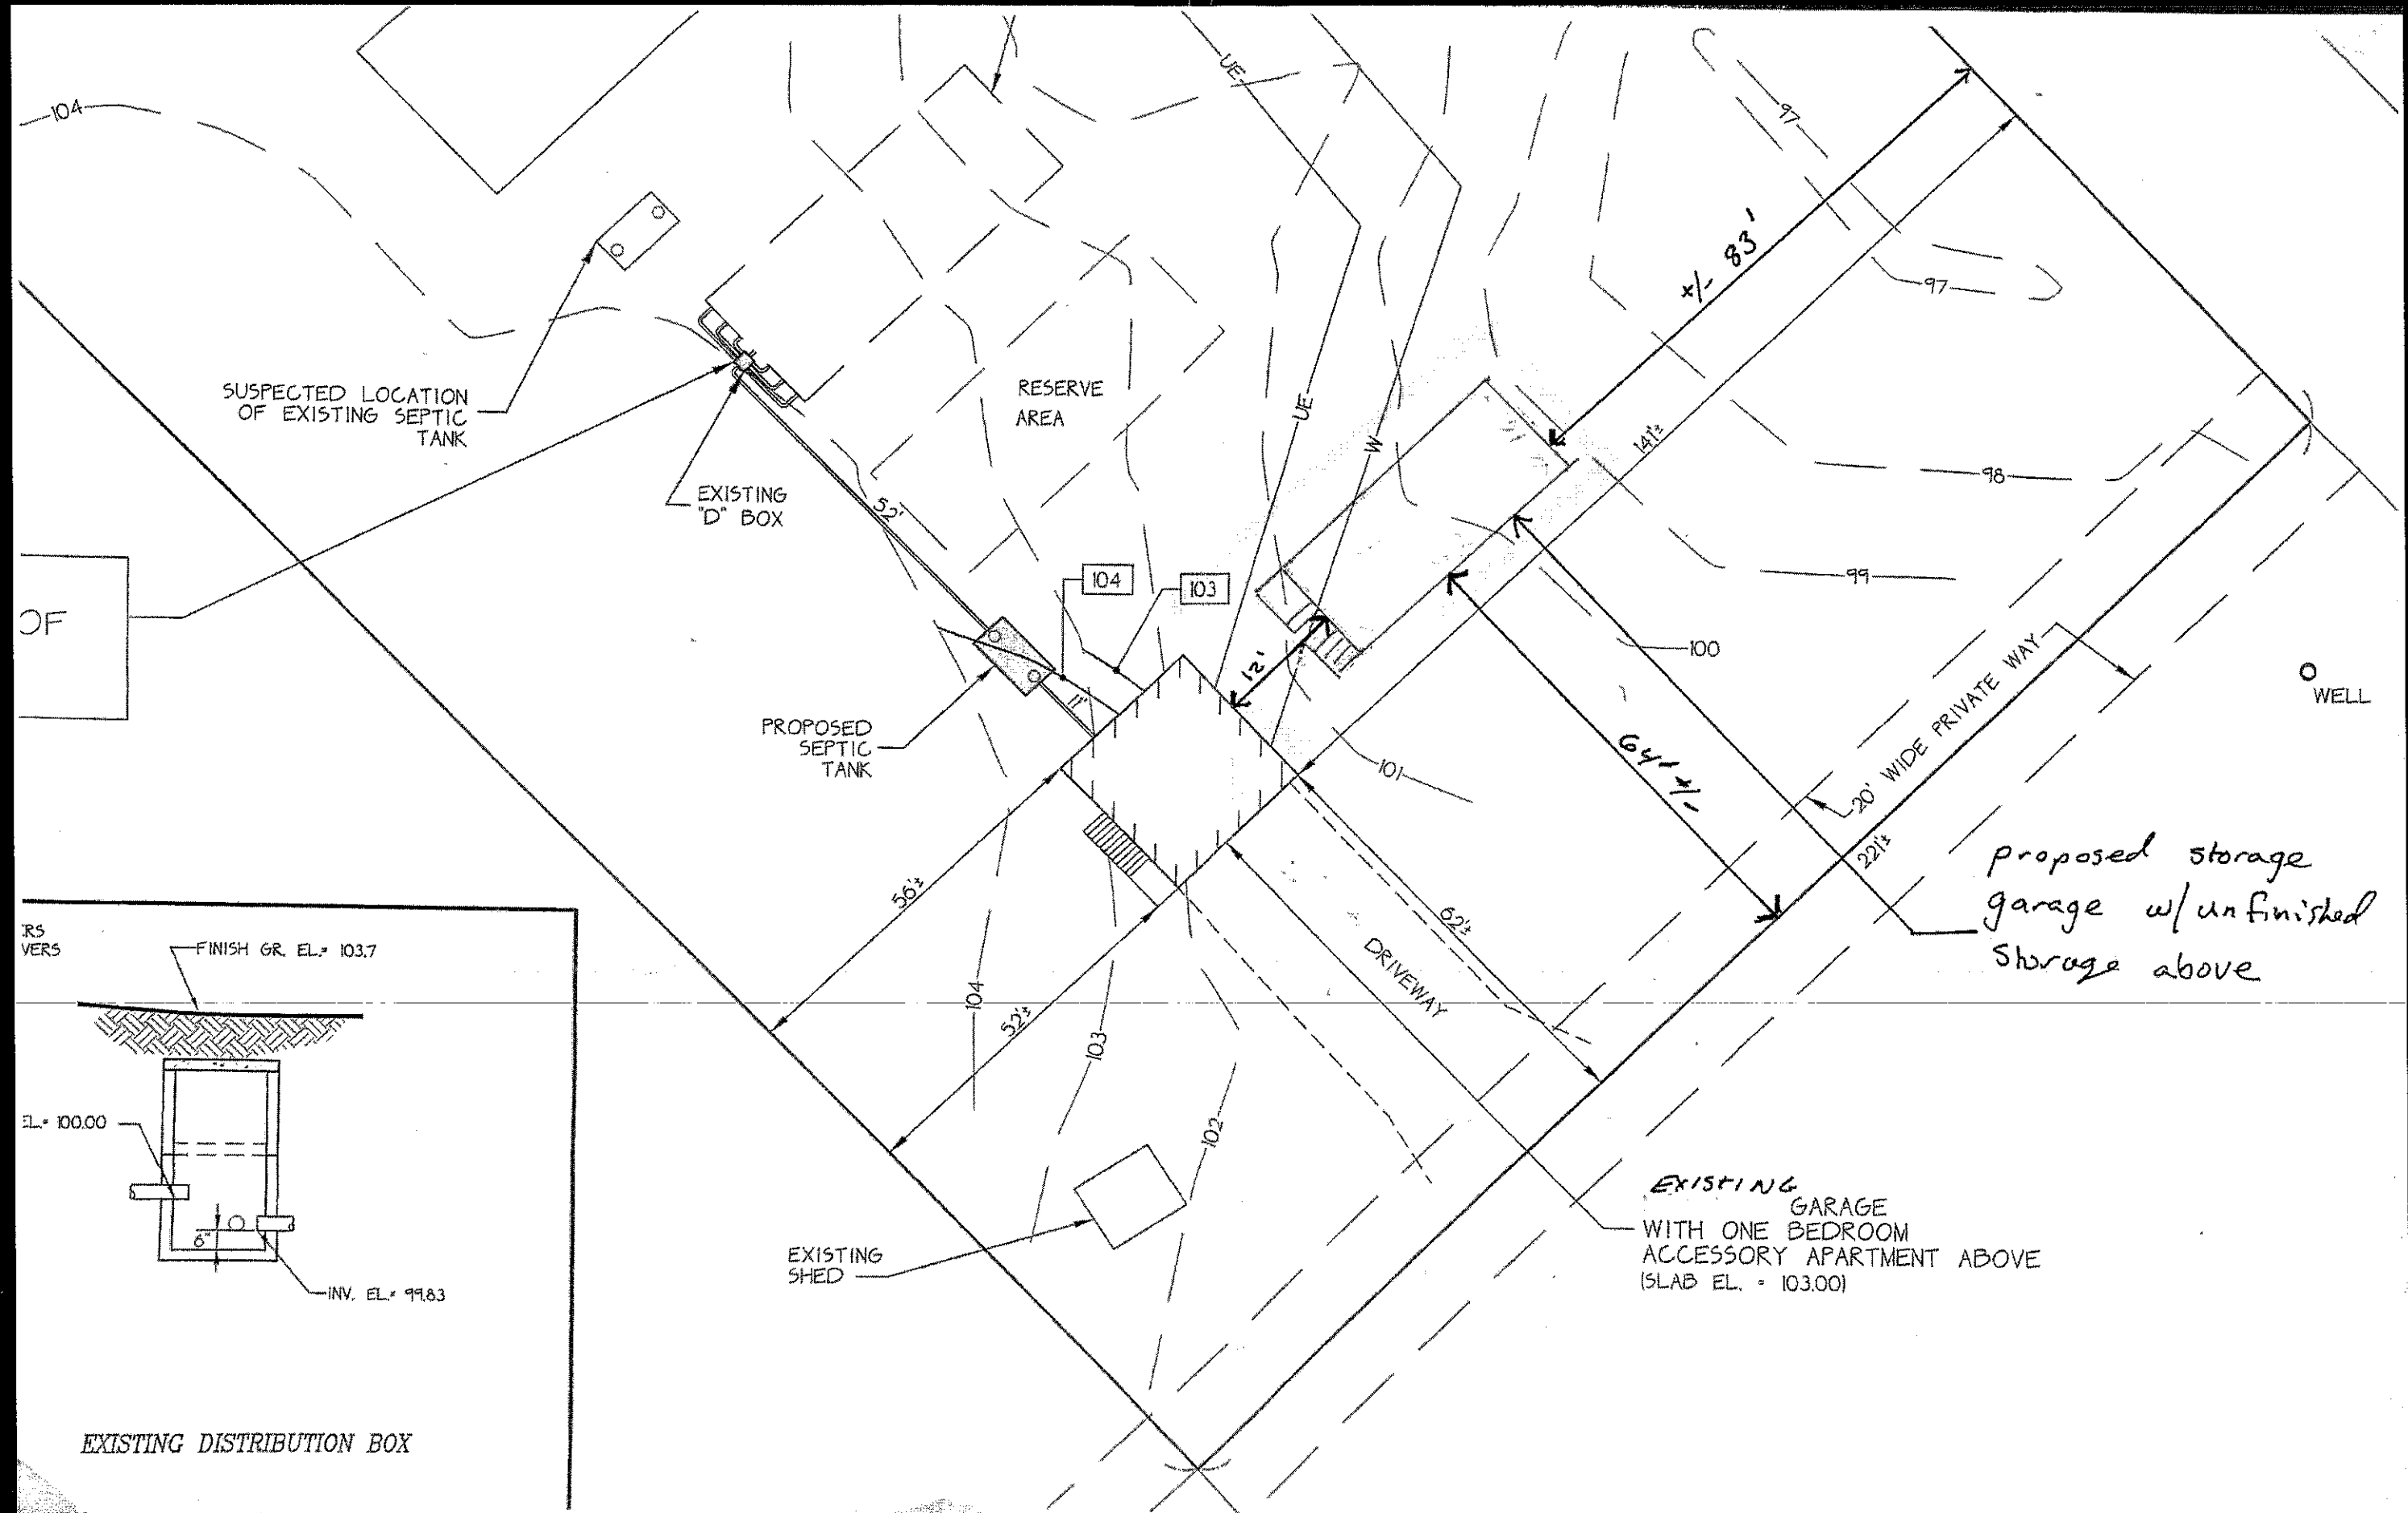 104
UE
97
+/- 83'
97
SUSPECTED LOCATION
OF EXISTING SEPTIC
TANK
RESERVE
AREA
UE
W
141'±
98
EXISTING
"D" BOX
52'
99
104
103
OF
100
12'
11'
20' WIDE PRIVATE WAY
WELL
PROPOSED
SEPTIC
TANK
101
64' +/-
221'±
proposed storage
garage w/ unfinished
storage above
56'±
62'±
DRIVEWAY
RS
VERS
FINISH GR. EL.= 103.7
104
52'±
103
102
EL.= 100.00
6"
INV. EL.= 99.83
EXISTING
SHED
EXISTING
GARAGE
WITH ONE BEDROOM
ACCESSORY APARTMENT ABOVE
(SLAB EL. = 103.00)
EXISTING DISTRIBUTION BOX